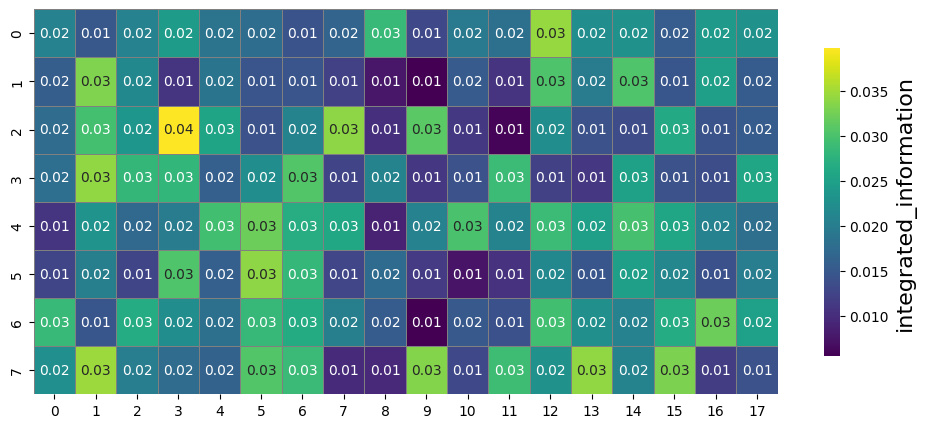 0 0.02 0.01 0.03 0.02 0.02 0.02 0.01 0.02 0.03 0.01 0.02 0.02 0.03 0.02 0.02 0.02 0.02 0.02
1 0.02 0.03 0.02 0.01 0.02 0.01 0.01 0.01 0.01 0.01 0.02 0.01 0.03 0.02 0.03 0.01 0.02 0.02
2 0.02 0.03 0.02 0.04 0.03 0.01 0.02 0.03 0.01 0.03 0.01 0.01 0.02 0.01 0.01 0.03 0.01 0.02
3 0.02 0.03 0.03 0.03 0.02 0.02 0.03 0.01 0.02 0.01 0.01 0.03 0.01 0.01 0.03 0.01 0.01 0.03
4 0.01 0.02 0.02 0.02 0.03 0.03 0.03 0.03 0.01 0.02 0.03 0.02 0.03 0.02 0.03 0.03 0.02 0.02
5 0.01 0.02 0.01 0.03 0.02 0.03 0.03 0.01 0.02 0.01 0.01 0.01 0.02 0.01 0.02 0.02 0.01 0.02
6 0.03 0.01 0.03 0.02 0.02 0.03 0.03 0.02 0.02 0.01 0.02 0.01 0.03 0.02 0.02 0.03 0.03 0.02
7 0.02 0.03 0.02 0.02 0.02 0.03 0.03 0.01 0.01 0.03 0.01 0.03 0.02 0.03 0.02 0.03 0.01 0.01
0 1 2 3 4 5 6 7 8 9 10 11 12 13 14 15 16 17
0.035
0.030
0.025
0.020
0.015
0.010
integrated_information